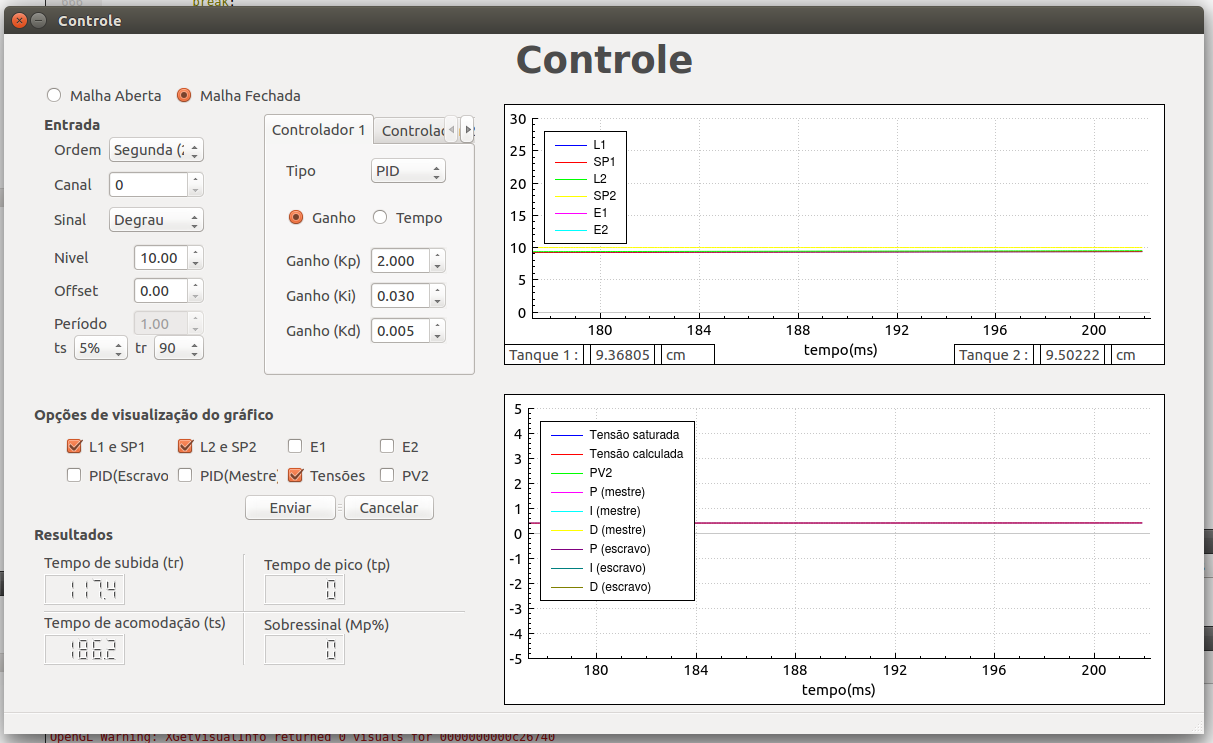 break;
Controle
Controle
Malha Aberta
Malha Fechada
Entrada
Ordem
Segunda (2
Canal
0
Sinal
Degrau
Nivel
10.00
Offset
0.00
Período
1.00
ts
5%
tr
90
Controlador 1
Controlad
Tipo
PID
Ganho
Tempo
Ganho (Kp)
2.000
Ganho (Ki)
0.030
Ganho (Kd)
0.005
Opções de visualização do gráfico
L1 e SP1
L2 e SP2
E1
E2
PID(Escravo
PID(Mestre)
Tensões
PV2
Enviar
Cancelar
Resultados
Tempo de subida (tr)
117.4
Tempo de pico (tp)
0
Tempo de acomodação (ts)
186.2
Sobressinal (Mp%)
0
30
25
20
15
10
5
0
L1
SP1
L2
SP2
E1
E2
180
184
188
192
196
200
tempo(ms)
Tanque 1 :
9.36805
cm
Tanque 2 :
9.50222
cm
5
4
3
2
1
0
-1
-2
-3
-4
-5
Tensão saturada
Tensão calculada
PV2
P (mestre)
I (mestre)
D (mestre)
P (escravo)
I (escravo)
D (escravo)
180
184
188
192
196
200
tempo(ms)
OpenGL Warning: XGetVisualInfo returned 0 visuals for 0000000000c26740